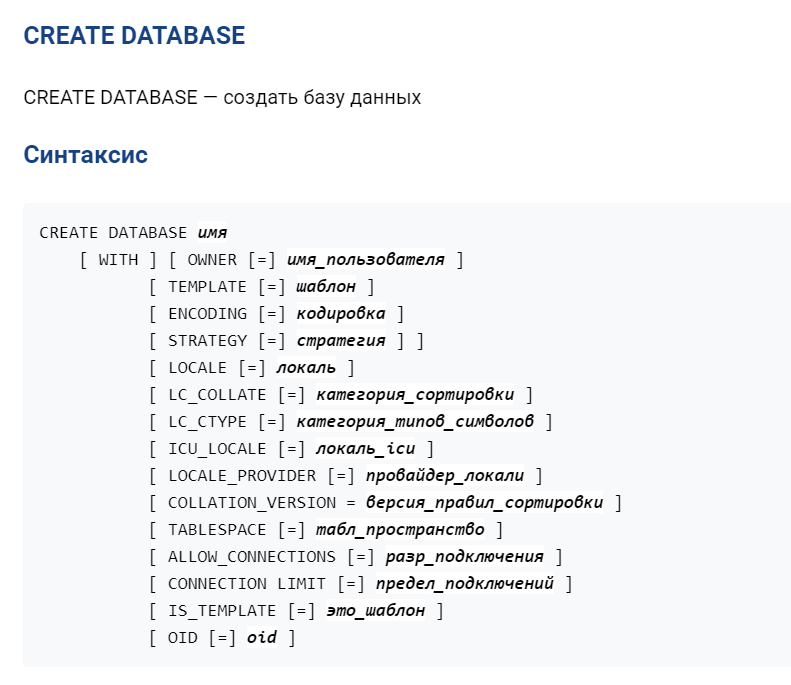 CREATE DATABASE
CREATE DATABASE — создать базу данных
Синтаксис
CREATE DATABASE имя
[ WITH ] [ OWNER [=] имя_пользователя ]
[ TEMPLATE [=] шаблон ]
[ ENCODING [=] кодировка ]
[ STRATEGY [=] стратегия ] ]
[ LOCALE [=] локаль ]
[ LC_COLLATE [=] категория_сортировки ]
[ LC_CTYPE [=] категория_типов_символов ]
[ ICU_LOCALE [=] локаль_icu ]
[ LOCALE_PROVIDER [=] провайдер_локали ]
[ COLLATION_VERSION = версия_правил_сортировки ]
[ TABLESPACE [=] табл_пространство ]
[ ALLOW_CONNECTIONS [=] разр_подключения ]
[ CONNECTION LIMIT [=] предел_подключений ]
[ IS_TEMPLATE [=] это_шаблон ]
[ OID [=] oid ]